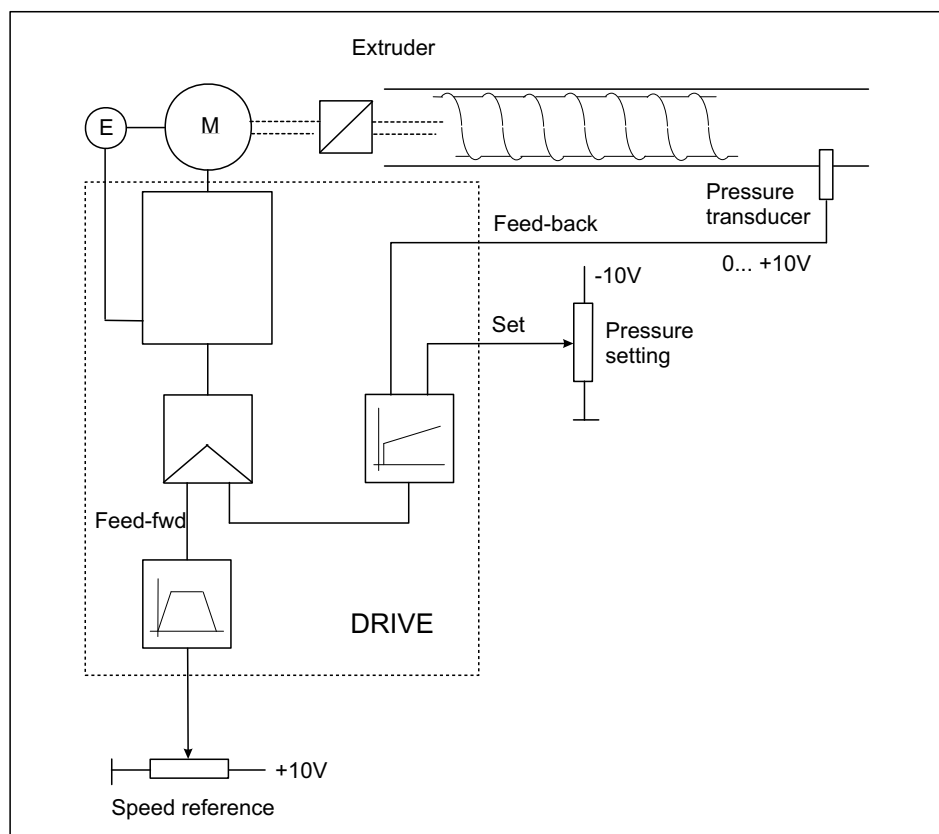 Extruder
E
M
Pressure
transducer
Feed-back
0... +10V
-10V
Set
Pressure
setting
Feed-fwd
DRIVE
+10V
Speed reference